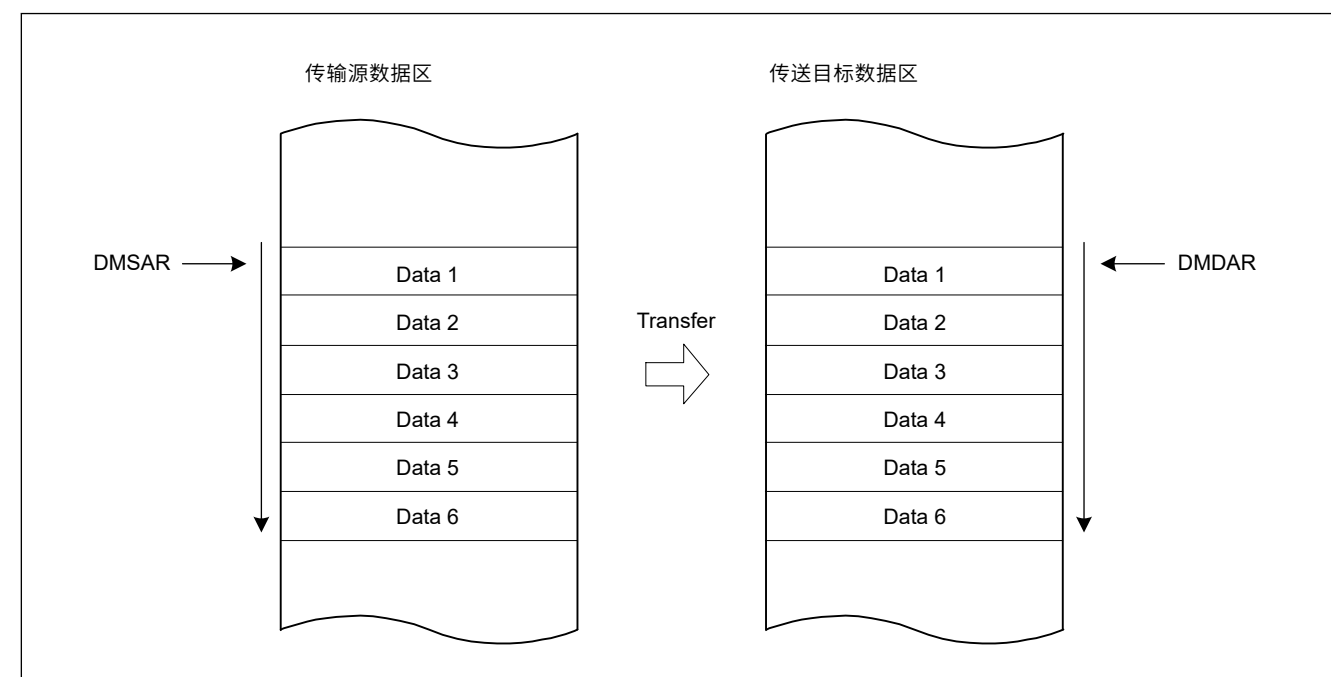 传输源数据区
传送目标数据区
DMSAR
DMDAR
Data 1
Data 1
Data 2
Transfer
Data 2
Data 3
Data 3
Data 4
Data 4
Data 5
Data 5
Data 6
Data 6